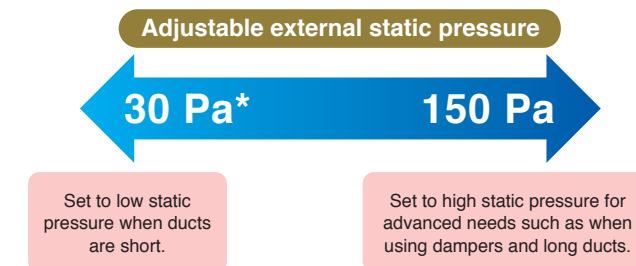 Adjustable external static pressure
30 Pa*
150 Pa
Set to low static
pressure when ducts
are short.
Set to high static pressure for
advanced needs such as when
using dampers and long ducts.